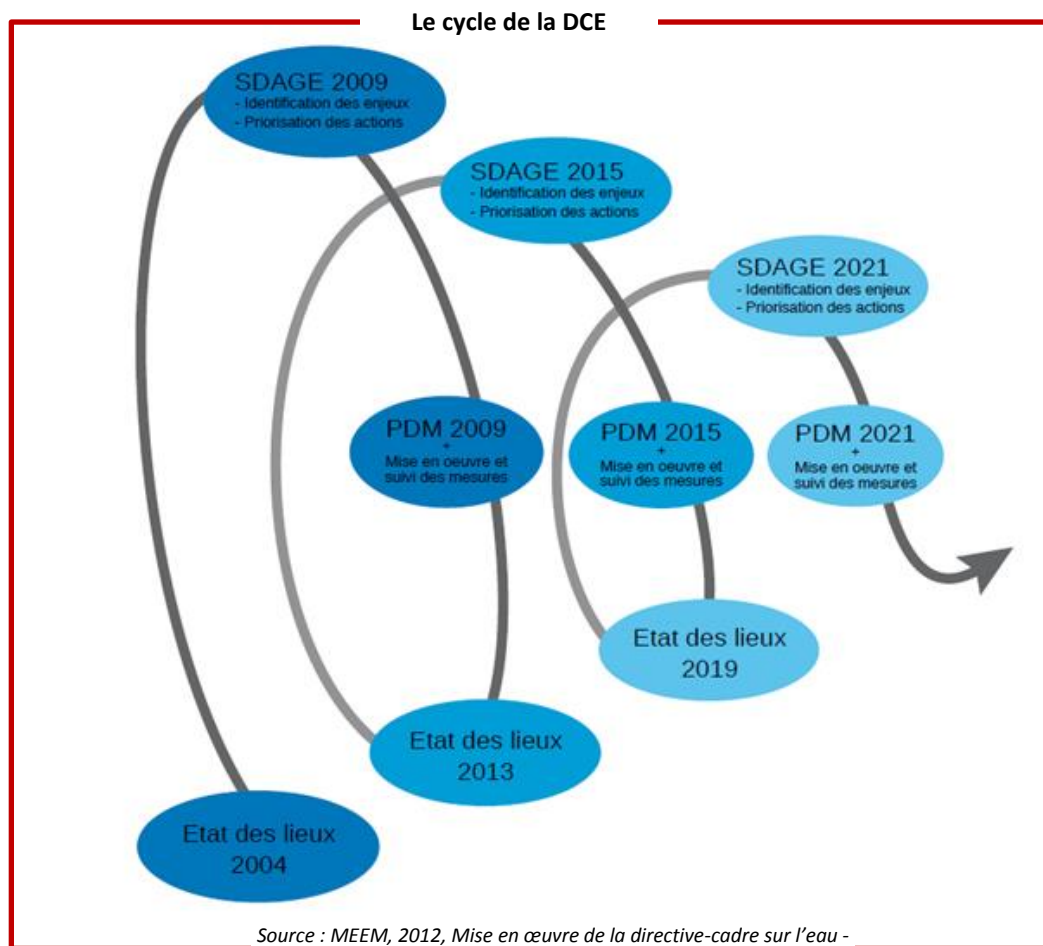 Le cycle de la DCE
SDAGE 2009
- Identification des enjeux
- Priorisation des actions
SDAGE 2015
- Identification des enjeux
- Priorisation des actions
SDAGE 2021
- Identification des enjeux
- Priorisation des actions
PDM 2009
+
Mise en oeuvre et
suivi des mesures
PDM 2015
+
Mise en oeuvre et
suivi des mesures
PDM 2021
+
Mise en oeuvre et
suivi des mesures
Etat des lieux
2019
Etat des lieux
2013
Etat des lieux
2004
Source : MEEM, 2012, Mise en œuvre de la directive-cadre sur l’eau -